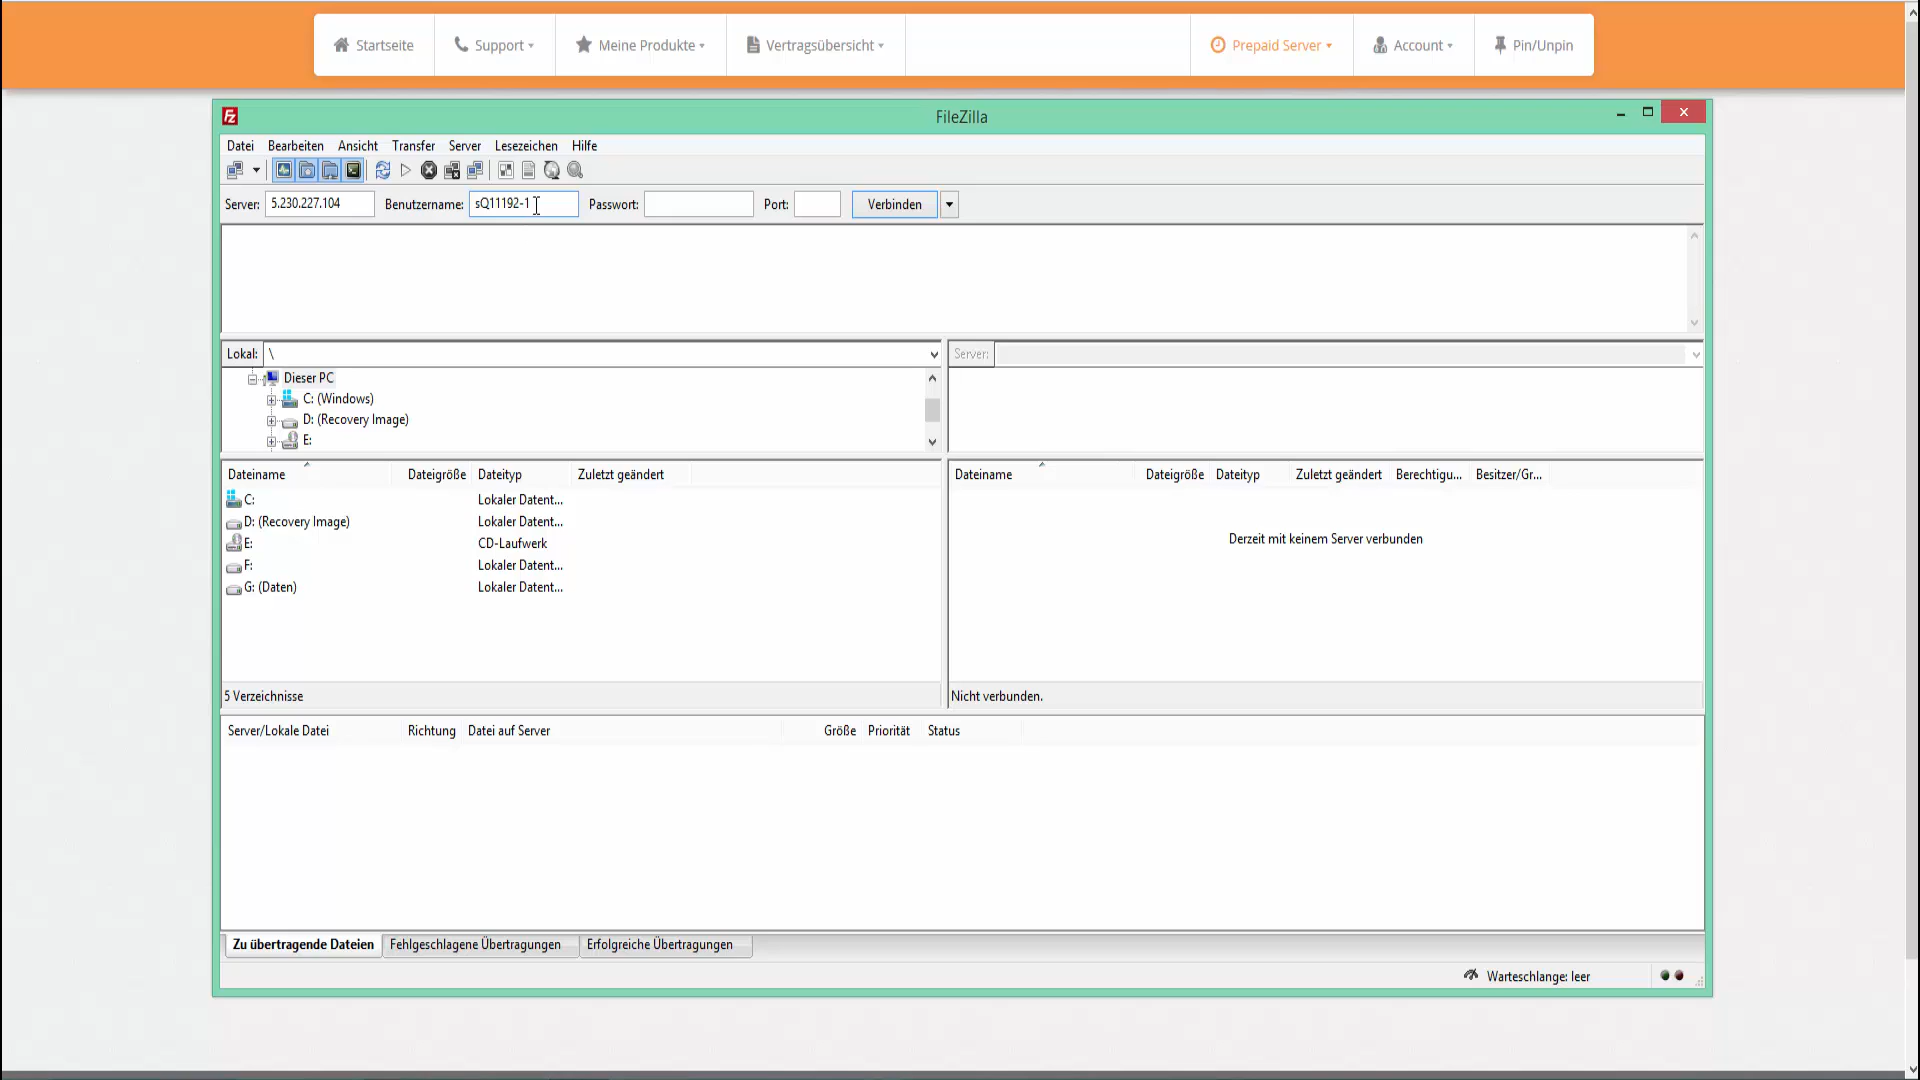 Startseite Support Meine Produkte Vertragsübersicht Prepaid Server Account Pin/Unpin
FileZilla
Datei Bearbeiten Ansicht Transfer Server Lesezeichen Hilfe
Server: 5.230.227.104 Benutzername: sQ11192-1 Passwort: Port: Verbinden
Lokal: \
Server:
Dieser PC
C: (Windows)
D: (Recovery Image)
E:
Dateiname Dateigröße Dateityp Zuletzt geändert
C: Lokaler Datent...
D: (Recovery Image) Lokaler Datent...
E: CD-Laufwerk
F: Lokaler Datent...
G: (Daten) Lokaler Datent...
5 Verzeichnisse
Dateiname Dateigröße Dateityp Zuletzt geändert Berechtigu... Besitzer/Gr...
Derzeit mit keinem Server verbunden
Nicht verbunden.
Server/Lokale Datei Richtung Datei auf Server Größe Priorität Status
Zu übertragende Dateien Fehlgeschlagene Übertragungen Erfolgreiche Übertragungen
Warteschlange: leer